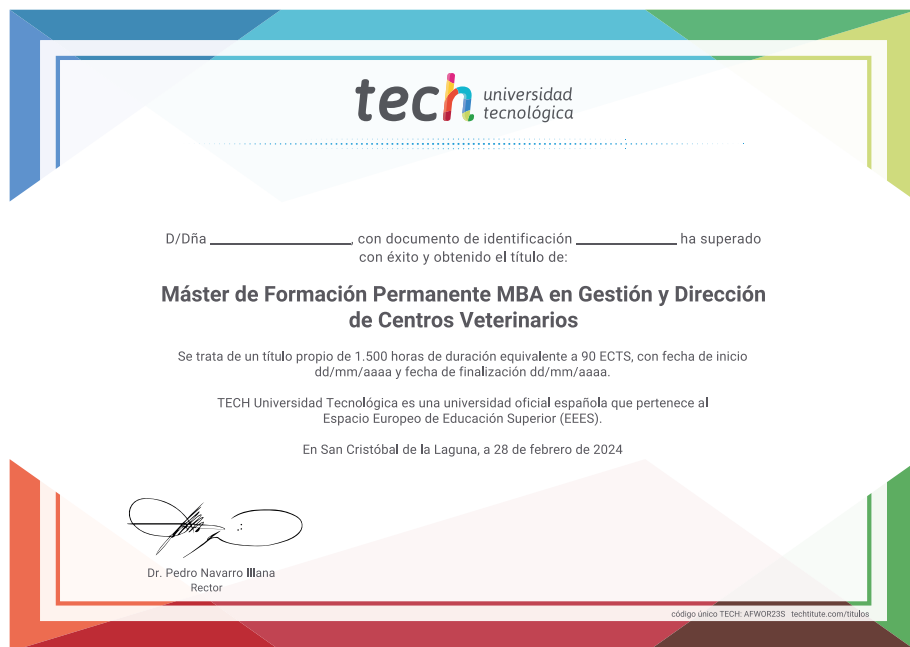 tech universidad
tecnológica
D/Dña ______________, con documento de identificación __________ ha superado
con éxito y obtenido el título de:
Máster de Formación Permanente MBA en Gestión y Dirección
de Centros Veterinarios
Se trata de un título propio de 1.500 horas de duración equivalente a 90 ECTS, con fecha de inicio
dd/mm/aaaa y fecha de finalización dd/mm/aaaa.
TECH Universidad Tecnológica es una universidad oficial española que pertenece al
Espacio Europeo de Educación Superior (EEES).
En San Cristóbal de la Laguna, a 28 de febrero de 2024
Dr. Pedro Navarro Illana
Rector
código único TECH: AFWOR23S techtitute.com/titulos